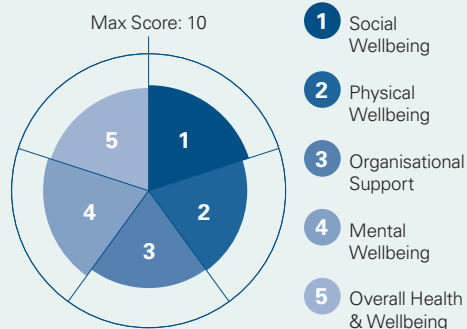 Max Score: 10
1
2
3
4
5
1 Social
Wellbeing
2 Physical
Wellbeing
3 Organisational
Support
4 Mental
Wellbeing
5 Overall Health
& Wellbeing